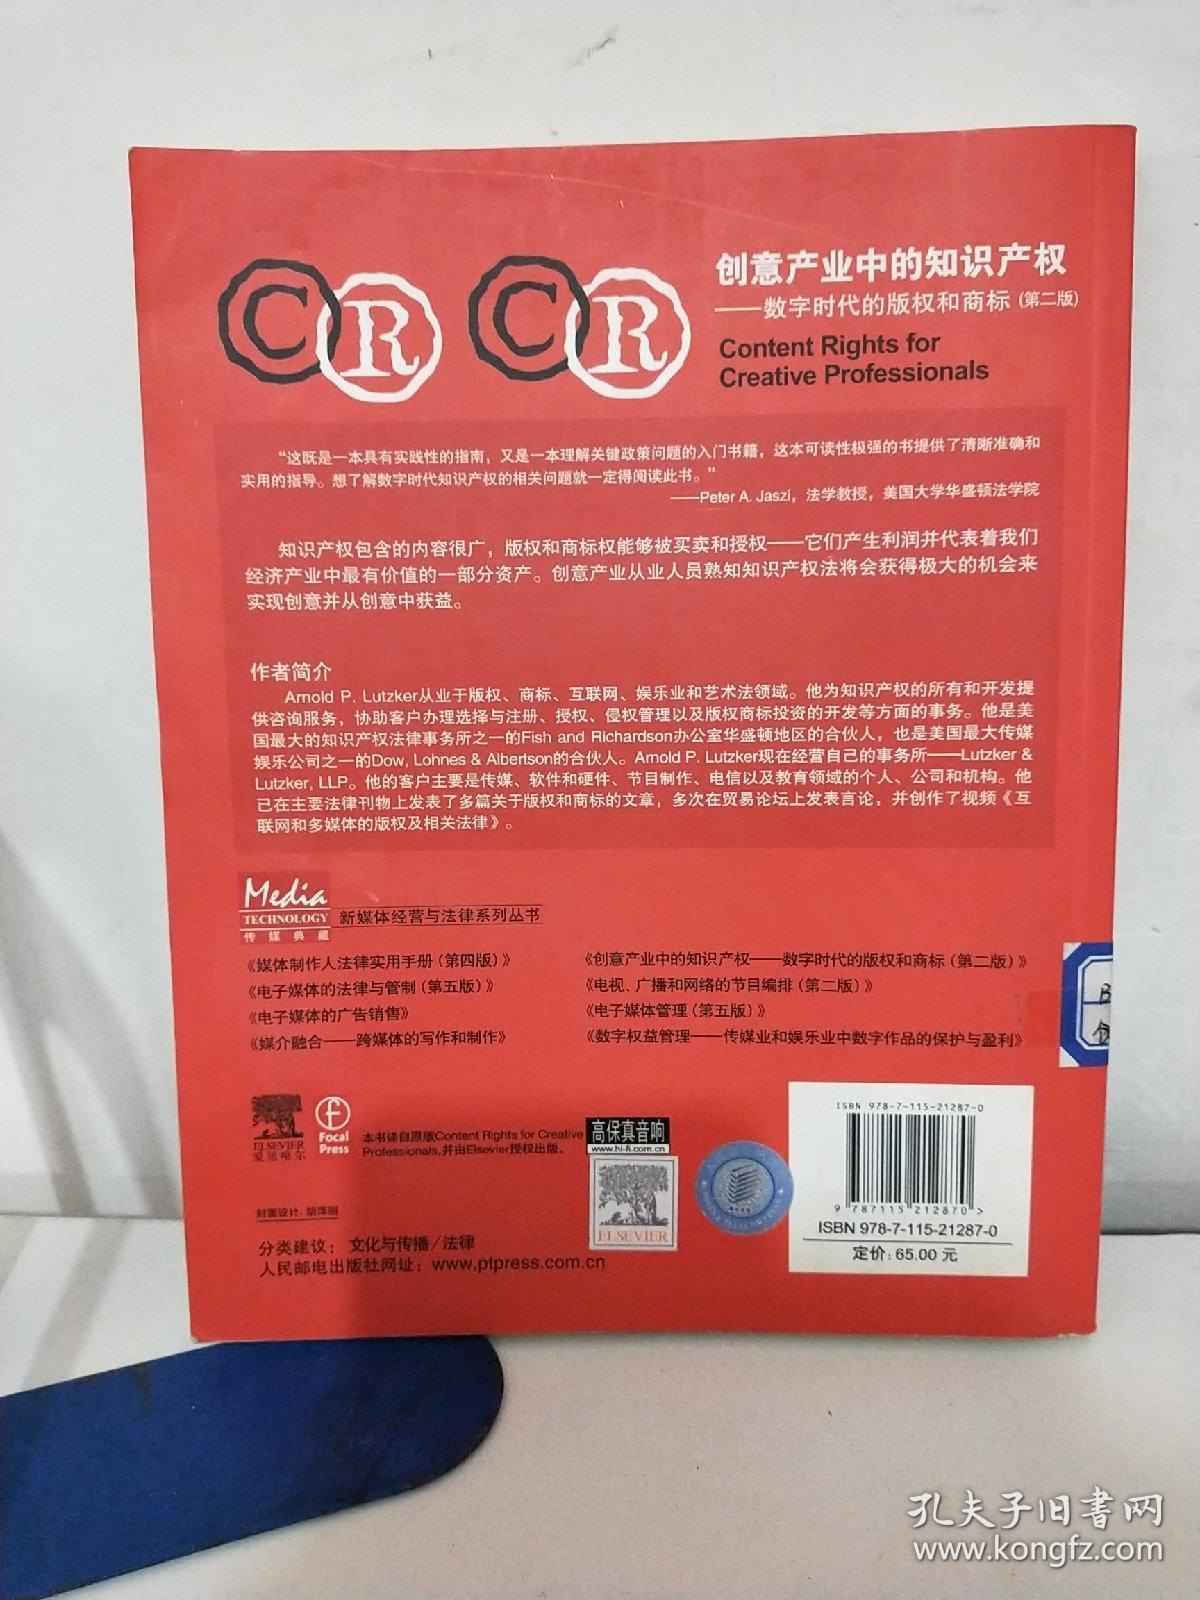 CR CR
创意产业中的知识产权
——数字时代的版权和商标(第二版)
Content Rights for
Creative Professionals
“这既是一本具有实践性的指南，又是一本理解关键政策问题的入门书籍，这本可读性极强的书提供了清晰准确和
实用的指导。想了解数字时代知识产权的相关问题就一定得阅读此书。”
——Peter A. Jaszi，法学教授，美国大学华盛顿法学院
知识产权包含的内容很广，版权和商标权能够被买卖和授权——它们产生利润并代表着我们
经济产业中最有价值的一部分资产。创意产业从业人员熟知知识产权法将会获得极大的机会来
实现创意并从创意中获益。
作者简介
Arnold P. Lutzker从业于版权、商标、互联网、娱乐业和艺术法领域。他为知识产权的所有和开发提
供咨询服务，协助客户办理选择与注册、授权、侵权管理以及版权商标投资的开发等方面的事务。他是美
国最大的知识产权法律事务所之一的Fish and Richardson办公室华盛顿地区的合伙人，也是美国最大传媒
娱乐公司之一的Dow, Lohnes & Albertson的合伙人。Arnold P. Lutzker现在经营自己的事务所——Lutzker &
Lutzker, LLP。他的客户主要是传媒、软件和硬件、节目制作、电信以及教育领域的个人、公司和机构。他
已在主要法律刊物上发表了多篇关于版权和商标的文章，多次在贸易论坛上发表言论，并创作了视频《互
联网和多媒体的版权及相关法律》。
Media
TECHNOLOGY
传媒典藏
新媒体经营与法律系列丛书
《媒体制作人法律实用手册（第四版）》
《电子媒体的法律与管制（第五版）》
《电子媒体的广告销售》
《媒介融合——跨媒体的写作和制作》
《创意产业中的知识产权——数字时代的版权和商标（第二版）》
《电视、广播和网络的节目编排（第二版）》
《电子媒体管理（第五版）》
《数字权益管理——传媒业和娱乐业中数字作品的保护与盈利》
ELSEVIER
爱思唯尔
f
Focal
Press
本书译自原版Content Rights for Creative
Professionals,并由Elsevier授权出版。
高保真音响
www.hi-fi.com.cn
ELSEVIER
封面设计：胡萍丽
分类建议：文化与传播/法律
人民邮电出版社网址：www.ptpress.com.cn
ISBN 978-7-115-21287-0
9 787115 212870 >
ISBN 978-7-115-21287-0
定价：65.00 元
孔夫子旧书网
www.kongfz.com